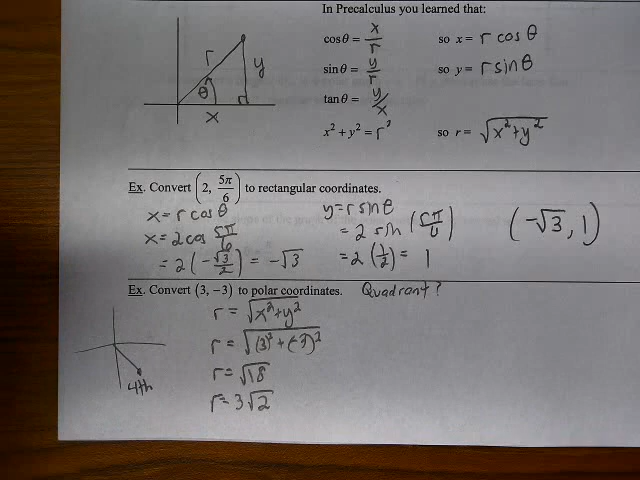 In Precalculus you learned that:
cosθ = x/r so x = r cos θ
sinθ = y/r so y = r sin θ
tanθ = y/x
x² + y² = r² so r = √(x²+y²)
r
y
θ
x
Ex. Convert (2, 5π/6) to rectangular coordinates.
x = r cos θ y = r sin θ
x = 2 cos 5π/6 = 2 sin (5π/6) (-√3, 1)
= 2 (-√3/2) = -√3 = 2 (1/2) = 1
Ex. Convert (3, −3) to polar coordinates. Quadrant?
r = √(x²+y²)
r = √((3)²+(-3)²)
r = √18
4th
r = 3√2